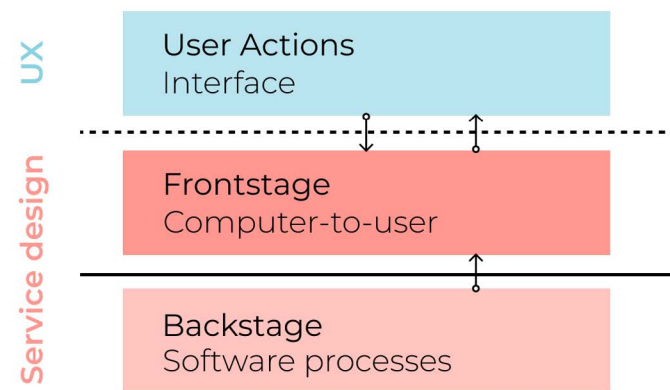 UX
User Actions
Interface
Service design
Frontstage
Computer-to-user
Backstage
Software processes